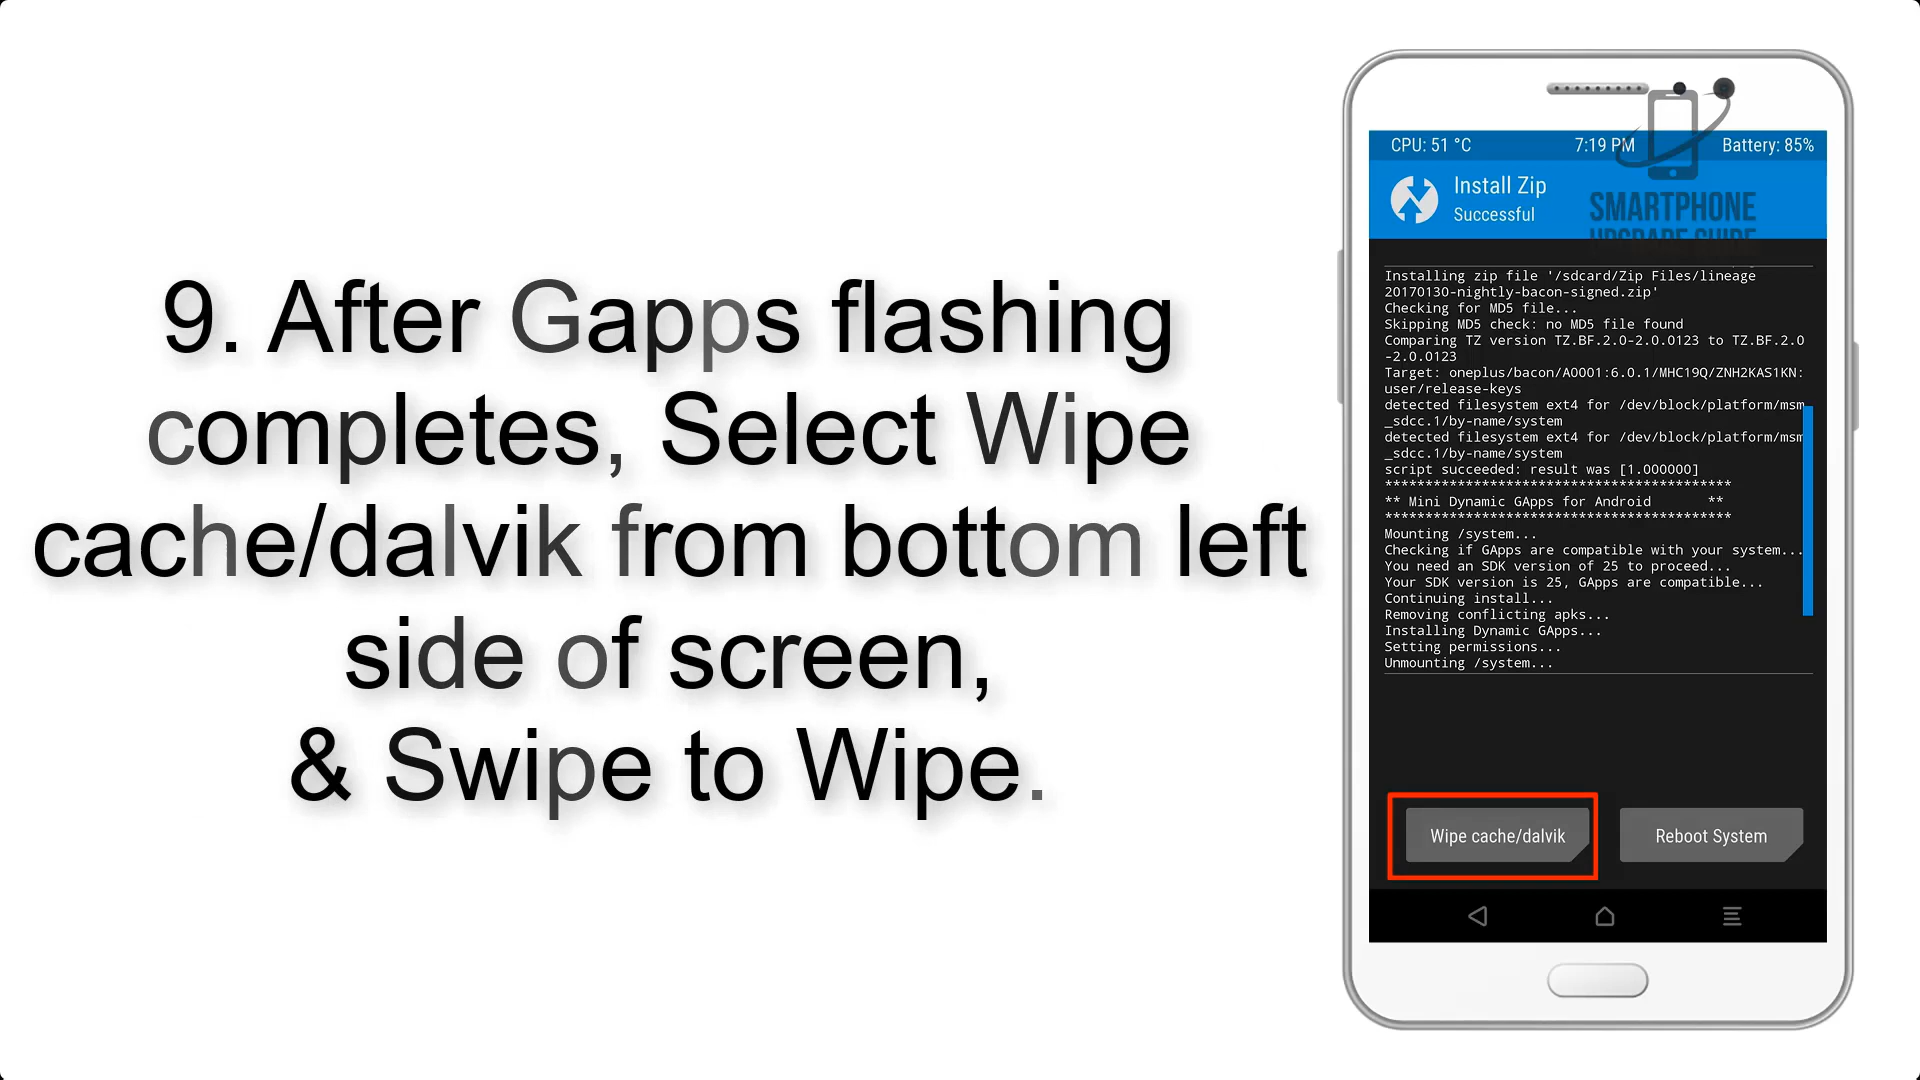 9. After Gapps flashing
completes, Select Wipe
cache/dalvik from bottom left
side of screen,
& Swipe to Wipe.
CPU: 51 °C 7:19 PM Battery: 85%
Install Zip
Successful
SMARTPHONE
UPGRADE GUIDE
Installing zip file '/sdcard/Zip Files/lineage
20170130-nightly-bacon-signed.zip'
Checking for MD5 file...
Skipping MD5 check: no MD5 file found
Comparing TZ version TZ.BF.2.0-2.0.0123 to TZ.BF.2.0
-2.0.0123
Target: oneplus/bacon/A0001:6.0.1/MHC19Q/ZNH2KAS1KN:
user/release-keys
detected filesystem ext4 for /dev/block/platform/msm
_sdcc.1/by-name/system
detected filesystem ext4 for /dev/block/platform/msm
_sdcc.1/by-name/system
script succeeded: result was [1.000000]
*******************************************
** Mini Dynamic GApps for Android **
*******************************************
Mounting /system...
Checking if GApps are compatible with your system...
You need an SDK version of 25 to proceed...
Your SDK version is 25, GApps are compatible...
Continuing install...
Removing conflicting apks...
Installing Dynamic GApps...
Setting permissions...
Unmounting /system...
Wipe cache/dalvik Reboot System